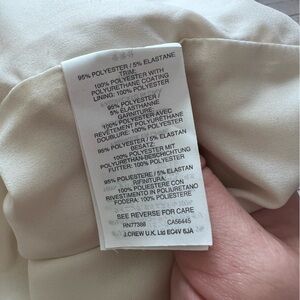 95% POLYESTER / 5% ELASTANE
TRIM:
100% POLYESTER WITH
POLYURETHANE COATING
LINING: 100% POLYESTER
95% POLYESTER /
5% ELASTHANNE
GARNITURE:
100% POLYESTER AVEC
REVÊTEMENT POLYURETHANE
DOUBLURE: 100% POLYESTER
95% POLYESTER / 5% ELASTAN
BESATZ:
100% POLYESTER MIT
POLYURETHAN-BESCHICHTUNG
FUTTER: 100% POLYESTER
95% POLIESTERE / 5% ELASTAN
RIFINITURA:
100% POLIESTERE CON
RIVESTIMENTO IN POLIURETANO
FODERA: 100% POLIESTERE
SEE REVERSE FOR CARE
RN77388 CA56445
J.CREW U.K. Ltd EC4V 6JA